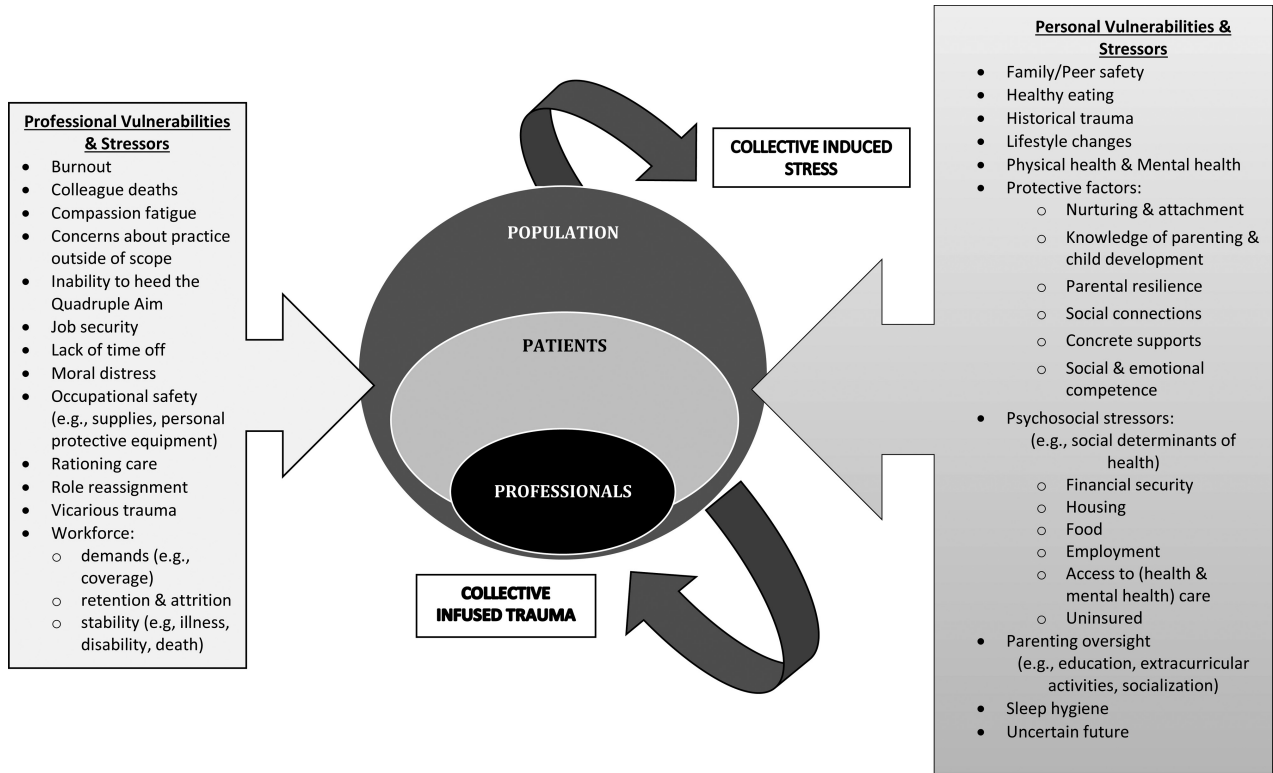 Professional Vulnerabilities
& Stressors
• Burnout
• Colleague deaths
• Compassion fatigue
• Concerns about practice
outside of scope
• Inability to heed the
Quadruple Aim
• Job security
• Lack of time off
• Moral distress
• Occupational safety
(e.g., supplies, personal
protective equipment)
• Rationing care
• Role reassignment
• Vicarious trauma
• Workforce:
o demands (e.g.,
coverage)
o retention & attrition
o stability (e.g, illness,
disability, death)
COLLECTIVE INDUCED
STRESS
POPULATION
PATIENTS
PROFESSIONALS
COLLECTIVE
INFUSED TRAUMA
Personal Vulnerabilities &
Stressors
• Family/Peer safety
• Healthy eating
• Historical trauma
• Lifestyle changes
• Physical health & Mental health
• Protective factors:
o Nurturing & attachment
o Knowledge of parenting &
child development
o Parental resilience
o Social connections
o Concrete supports
o Social & emotional
competence
• Psychosocial stressors:
(e.g., social determinants of
health)
o Financial security
o Housing
o Food
o Employment
o Access to (health &
mental health) care
o Uninsured
• Parenting oversight
(e.g., education, extracurricular
activities, socialization)
• Sleep hygiene
• Uncertain future